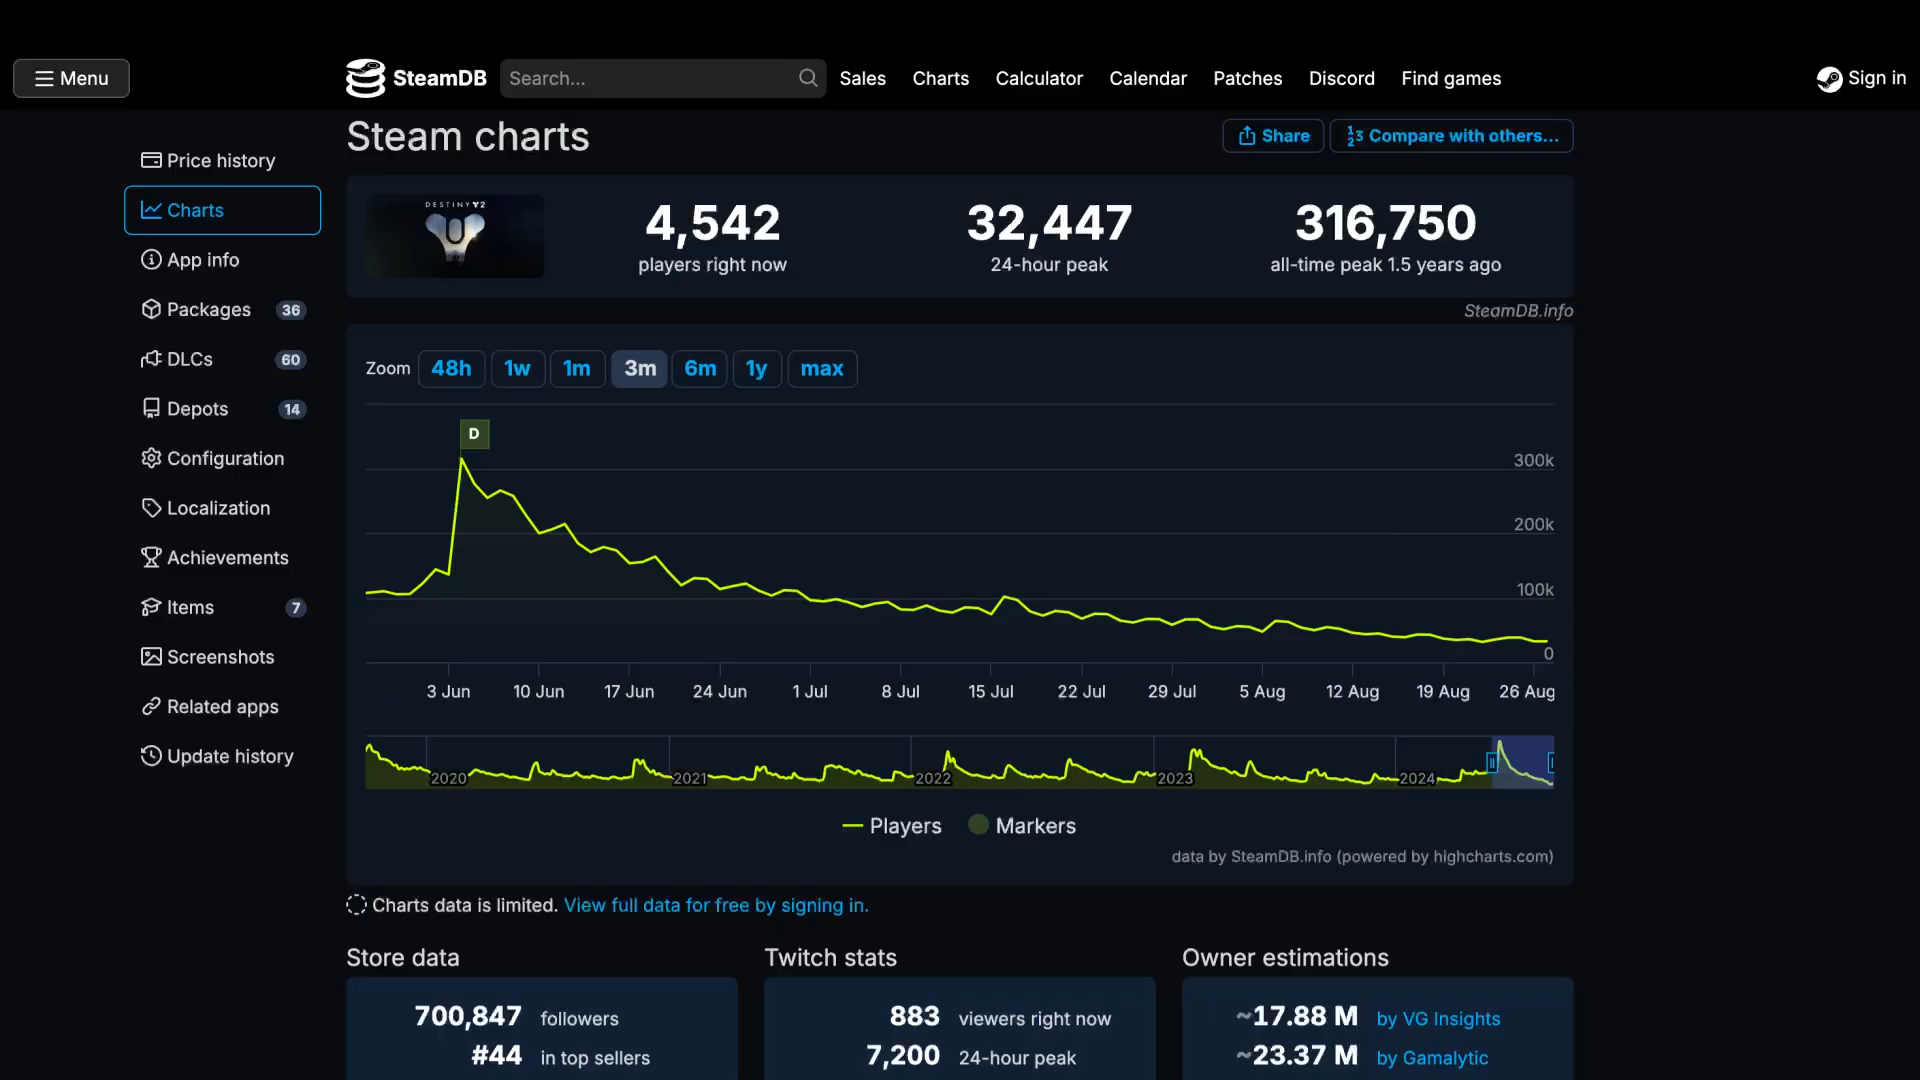 Menu
SteamDB
Search...
Sales
Charts
Calculator
Calendar
Patches
Discord
Find games
Sign in
Price history
Charts
App info
Packages 36
DLCs 60
Depots 14
Configuration
Localization
Achievements
Items 7
Screenshots
Related apps
Update history
Steam charts
Share
Compare with others...
DESTINY 2
4,542
players right now
32,447
24-hour peak
316,750
all-time peak 1.5 years ago
SteamDB.info
Zoom 48h 1w 1m 3m 6m 1y max
D
300k
200k
100k
0
3 Jun 10 Jun 17 Jun 24 Jun 1 Jul 8 Jul 15 Jul 22 Jul 29 Jul 5 Aug 12 Aug 19 Aug 26 Aug
2020 2021 2022 2023 2024
Players Markers
data by SteamDB.info (powered by highcharts.com)
Charts data is limited. View full data for free by signing in.
Store data
700,847 followers
#44 in top sellers
Twitch stats
883 viewers right now
7,200 24-hour peak
Owner estimations
~17.88 M by VG Insights
~23.37 M by Gamalytic